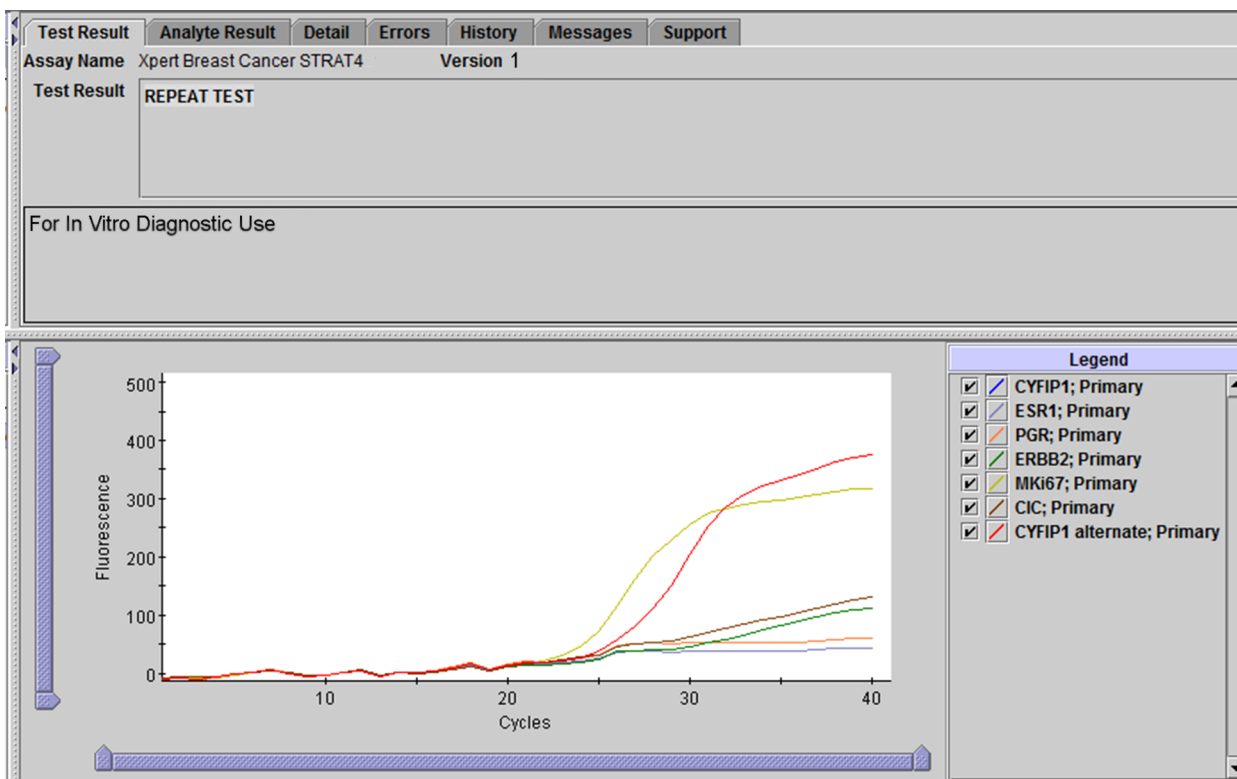 Test Result Analyte Result Detail Errors History Messages Support
Assay Name Xpert Breast Cancer STRAT4 Version 1
Test Result REPEAT TEST
For In Vitro Diagnostic Use
500
400
300
200
100
0
Fluorescence
10 20 30 40
Cycles
Legend
CYFIP1; Primary
ESR1; Primary
PGR; Primary
ERBB2; Primary
MKi67; Primary
CIC; Primary
CYFIP1 alternate; Primary